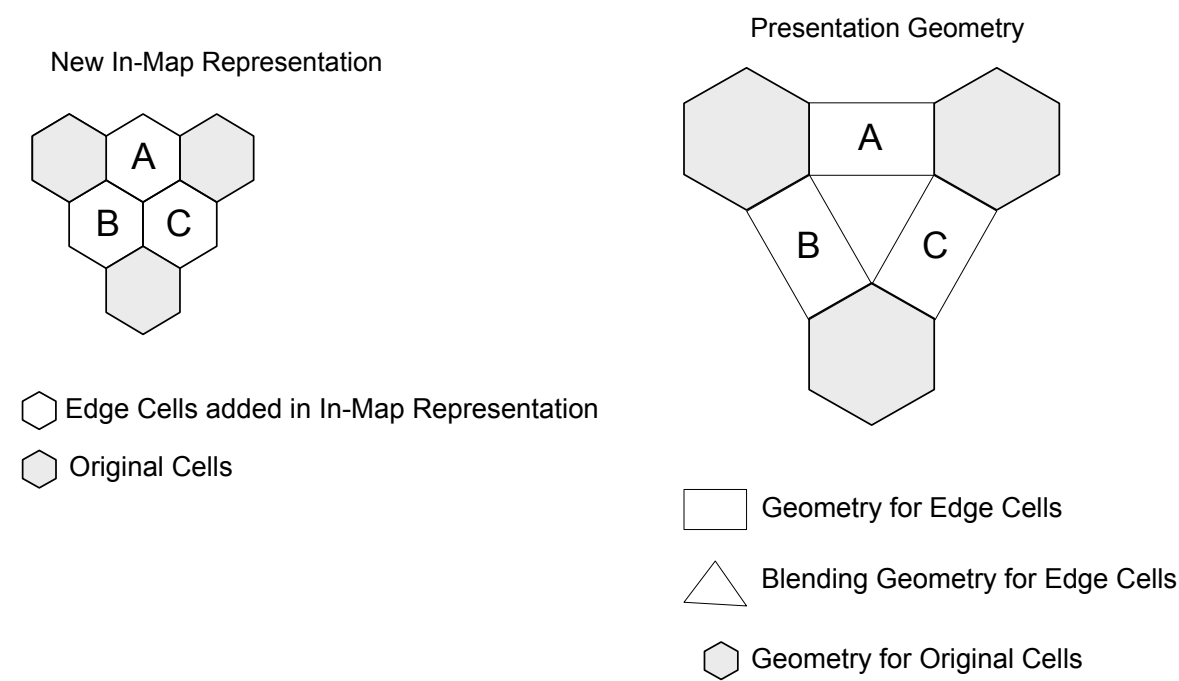 New In-Map Representation
A
B C
Edge Cells added in In-Map Representation
Original Cells
Presentation Geometry
A
B C
Geometry for Edge Cells
Blending Geometry for Edge Cells
Geometry for Original Cells